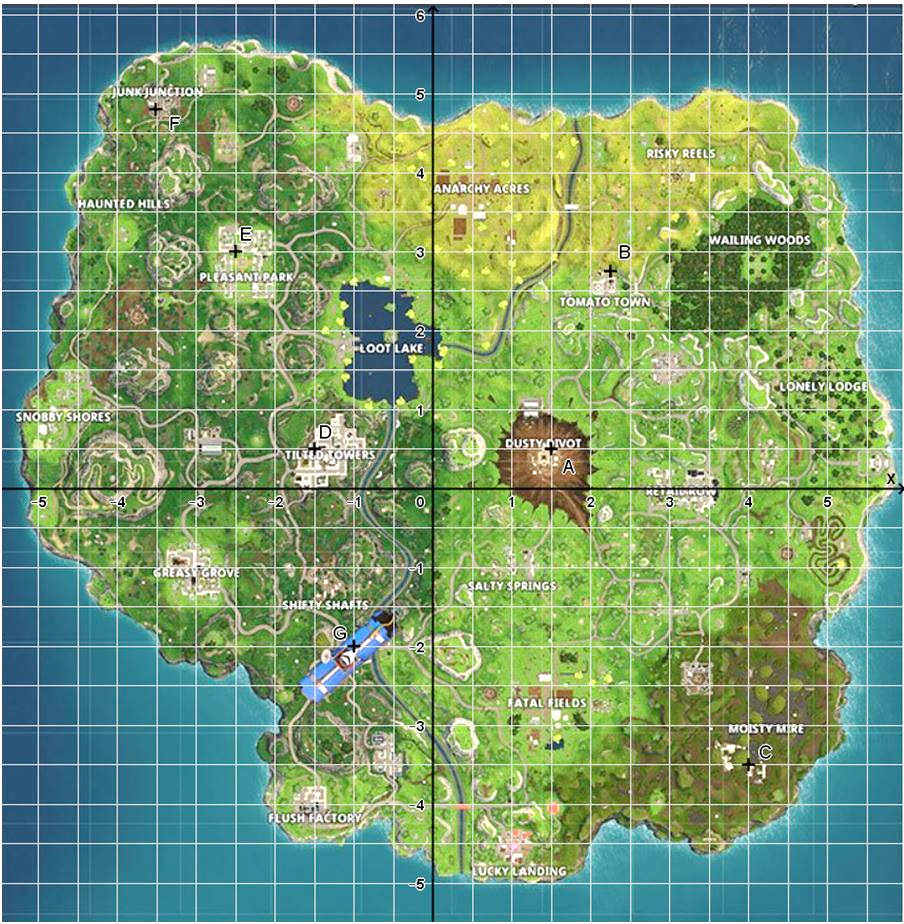 6
JUNK JUNCTION
5
F
RISKY REELS
4
ANARCHY ACRES
HAUNTED HILLS
E
WAILING WOODS
3
B
PLEASANT PARK
TOMATO TOWN
2
LOOT LAKE
LONELY LODGE
1
SNOBBY SHORES
D
DUSTY DIVOT
TILTED TOWERS
A
X
RETAIL ROW
-5 -4 -3 -2 -1 0 1 2 3 4 5
-1
GREASY GROVE
SALTY SPRINGS
SHIFTY SHAFTS
G
-2
FATAL FIELDS
-3
MOISTY MIRE
C
-4
FLUSH FACTORY
LUCKY LANDING
-5